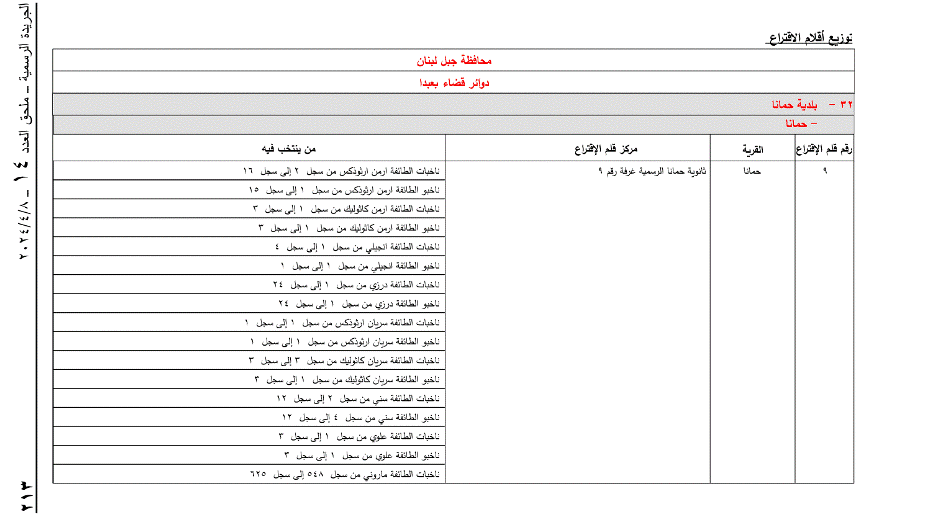 الجريدة الرسمية – ملحق العدد ١٤ – ٢٠٢٤/٤/٨
توزيع أقلام الاقتراع
محافظة جبل لبنان
دوائر قضاء بعبدا
٣٢ – بلدية حمانا
– حمانا
رقم قلم الإقتراع القرية مركز قلم الإقتراع من ينتخب فيه
٩ حمانا ثانوية حمانا الرسمية غرفة رقم ٩ ناخبات الطائفة ارمن ارثوذكس من سجل ٢ إلى سجل ١٦
ناخبو الطائفة ارمن ارثوذكس من سجل ١ إلى سجل ١٥
ناخبات الطائفة ارمن كاثوليك من سجل ١ إلى سجل ٣
ناخبو الطائفة ارمن كاثوليك من سجل ١ إلى سجل ٣
ناخبات الطائفة انجيلي من سجل ١ إلى سجل ٤
ناخبو الطائفة انجيلي من سجل ١ إلى سجل ١
ناخبات الطائفة درزي من سجل ١ إلى سجل ٢٤
ناخبو الطائفة درزي من سجل ١ إلى سجل ٢٤
ناخبات الطائفة سريان ارثوذكس من سجل ١ إلى سجل ١
ناخبو الطائفة سريان ارثوذكس من سجل ١ إلى سجل ١
ناخبات الطائفة سريان كاثوليك من سجل ٣ إلى سجل ٣
ناخبو الطائفة سريان كاثوليك من سجل ١ إلى سجل ٣
ناخبات الطائفة سني من سجل ٢ إلى سجل ١٢
ناخبو الطائفة سني من سجل ٤ إلى سجل ١٢
ناخبات الطائفة علوي من سجل ١ إلى سجل ٣
ناخبو الطائفة علوي من سجل ١ إلى سجل ٣
ناخبات الطائفة ماروني من سجل ٥٤٨ إلى سجل ٦٢٥
٢١٣